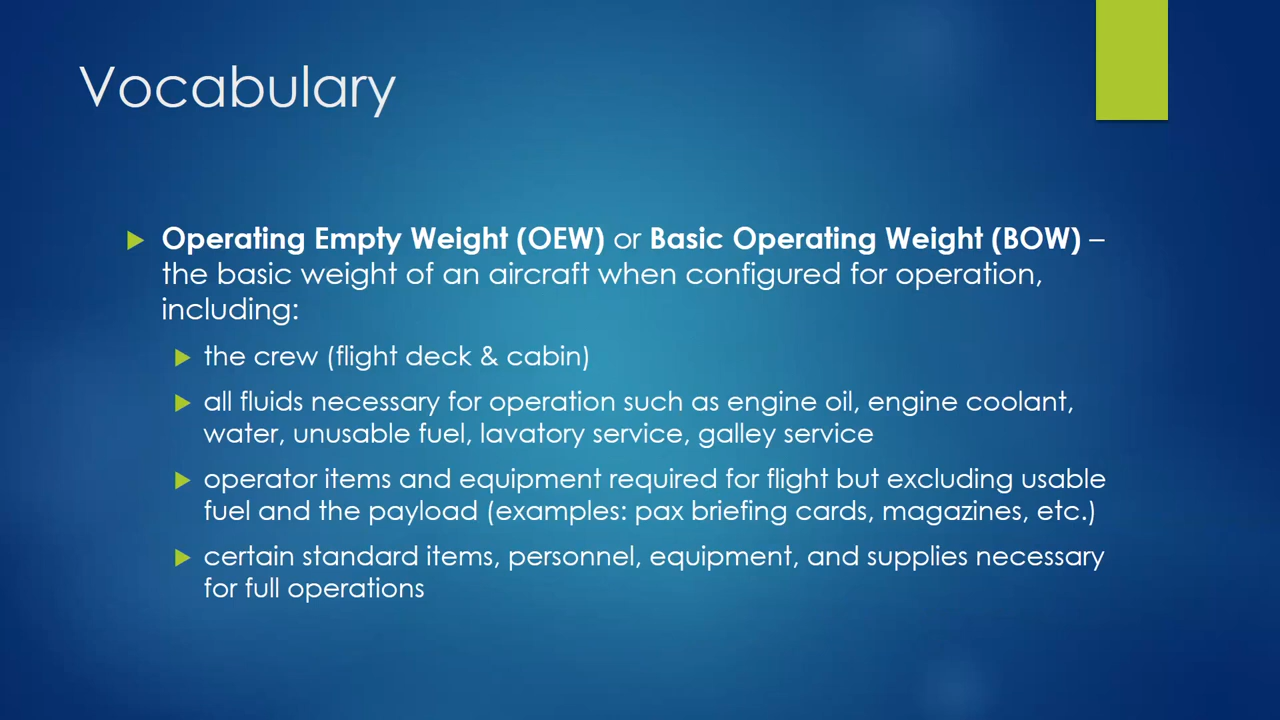 Vocabulary
Operating Empty Weight (OEW) or Basic Operating Weight (BOW) –
the basic weight of an aircraft when configured for operation,
including:
the crew (flight deck & cabin)
all fluids necessary for operation such as engine oil, engine coolant,
water, unusable fuel, lavatory service, galley service
operator items and equipment required for flight but excluding usable
fuel and the payload (examples: pax briefing cards, magazines, etc.)
certain standard items, personnel, equipment, and supplies necessary
for full operations